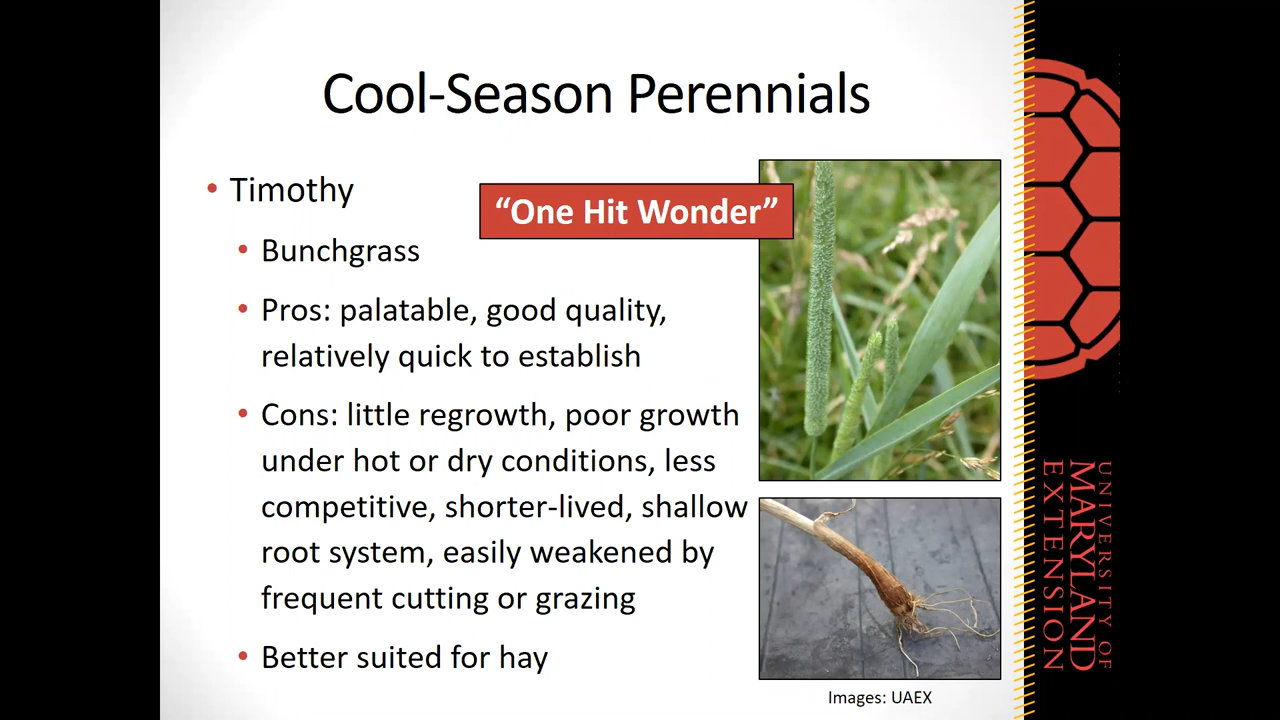 Cool-Season Perennials
• Timothy
“One Hit Wonder”
• Bunchgrass
• Pros: palatable, good quality,
relatively quick to establish
• Cons: little regrowth, poor growth
under hot or dry conditions, less
competitive, shorter-lived, shallow
root system, easily weakened by
frequent cutting or grazing
• Better suited for hay
Images: UAEX
UNIVERSITY OF
MARYLAND
EXTENSION